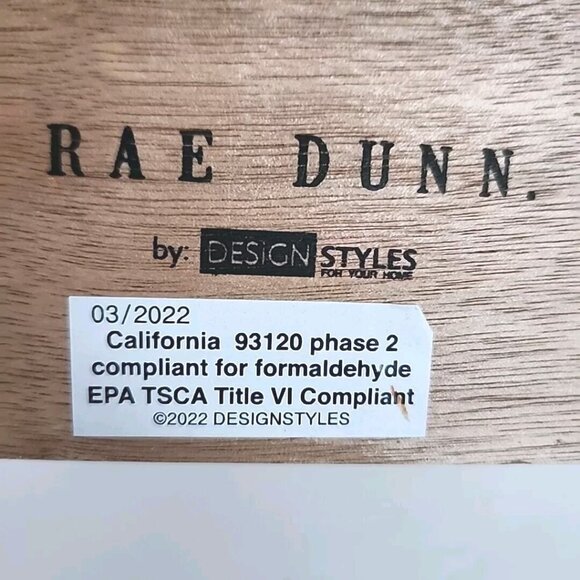 RAE DUNN.
by: DESIGN STYLES
FOR YOUR HOME
03/2022
California 93120 phase 2
compliant for formaldehyde
EPA TSCA Title VI Compliant
©2022 DESIGNSTYLES